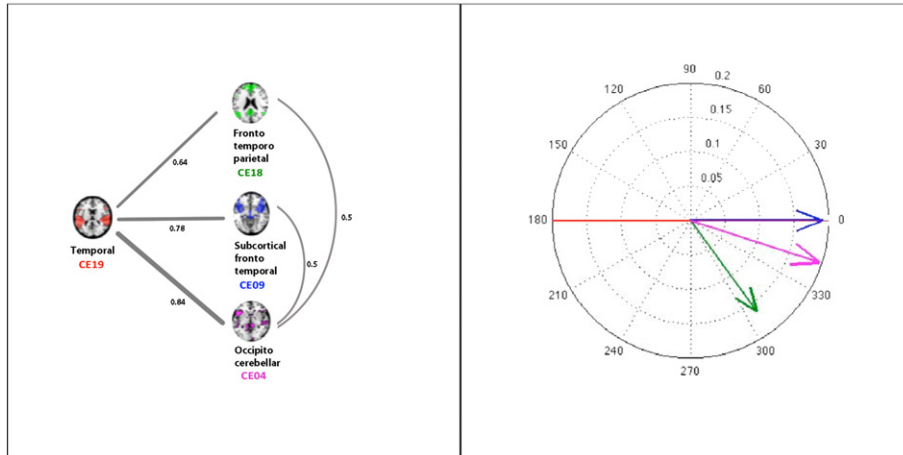 Fronto
temporo
parietal
CE18
0.64
0.5
Temporal
CE19
0.78
Subcortical
fronto
temporal
CE09
0.5
0.84
Occipito
cerebellar
CE04
90
0.2
120
60
0.15
0.1
150
30
0.05
180
0
210
330
240
300
270